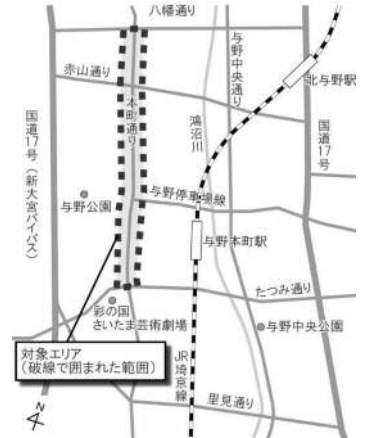 八幡通り
赤山通り
本町通り
与野中央通り
北与野駅
国道17号（新大宮バイパス）
鴻沼川
国道17号
与野停車場線
与野公園
与野本町駅
たつみ通り
彩の国
さいたま芸術劇場
与野中央公園
対象エリア
（破線で囲まれた範囲）
JR埼京線
里見通り
N